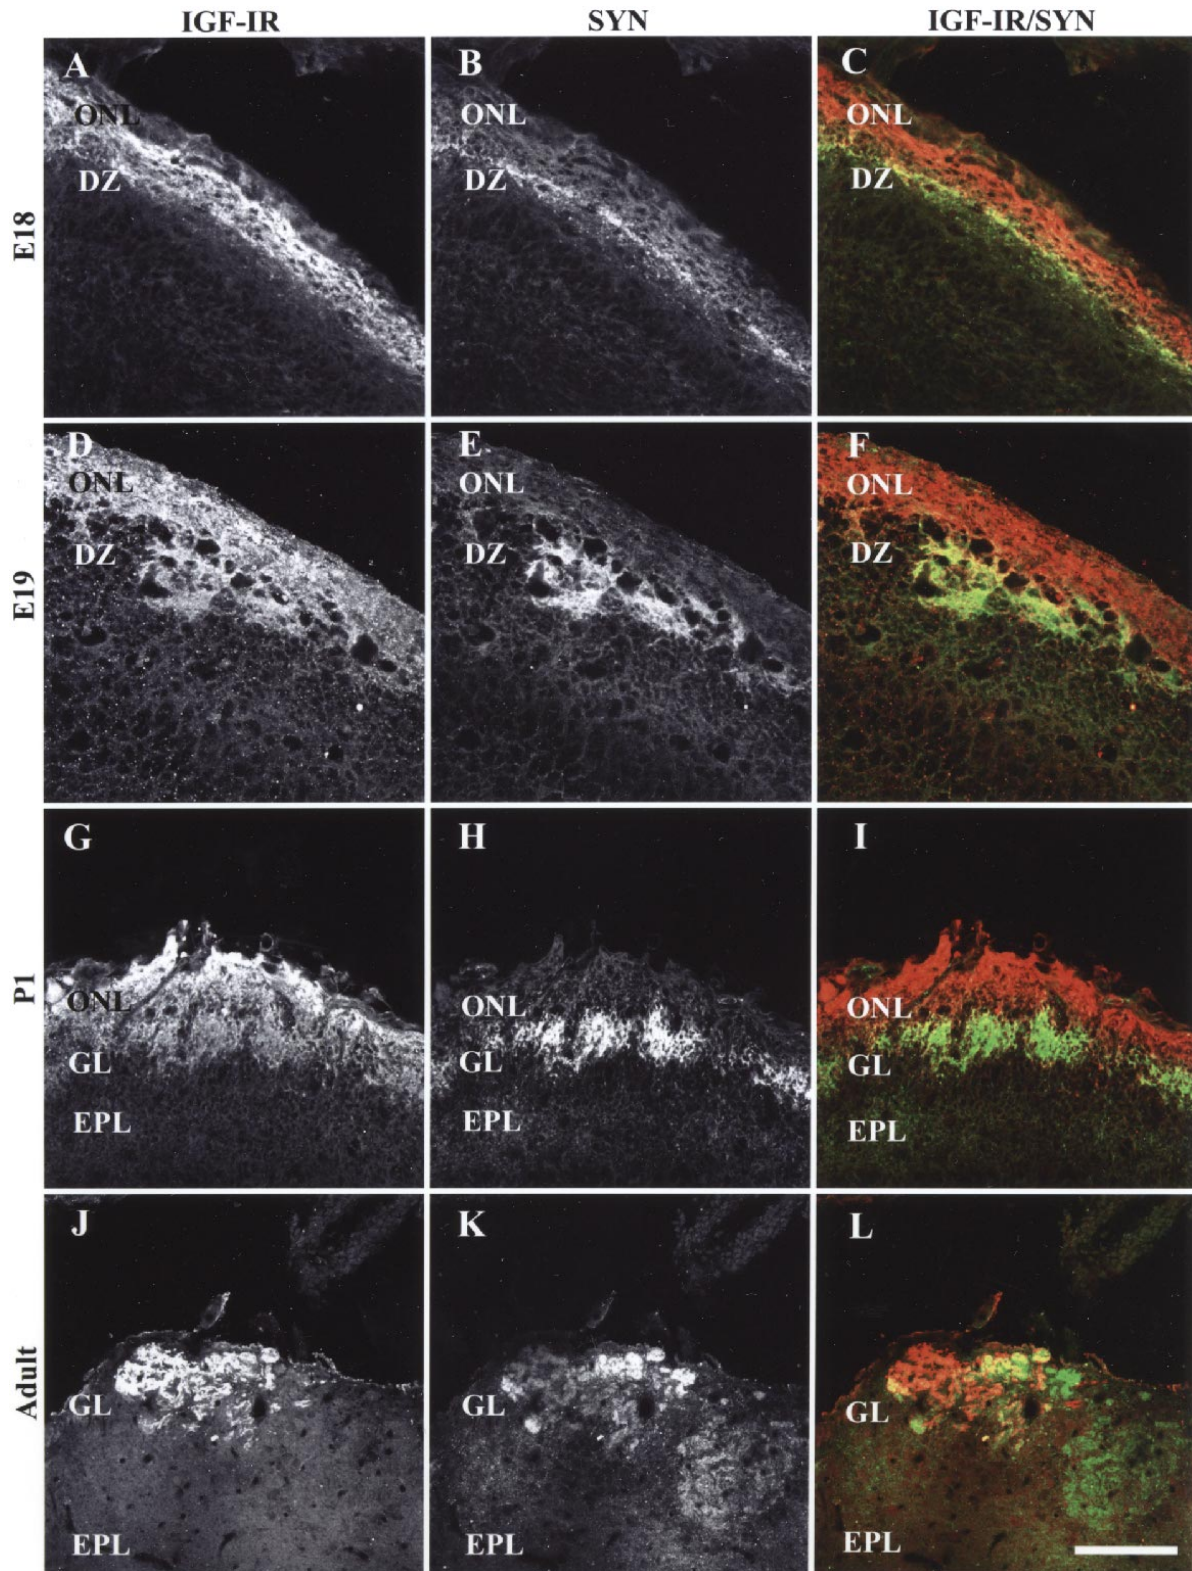 IGF-IR SYN IGF-IR/SYN
E18
A B C
ONL ONL ONL
DZ DZ DZ
E19
D E F
ONL ONL ONL
DZ DZ DZ
P1
G H I
ONL ONL ONL
GL GL GL
EPL EPL EPL
Adult
J K L
GL GL GL
EPL EPL EPL